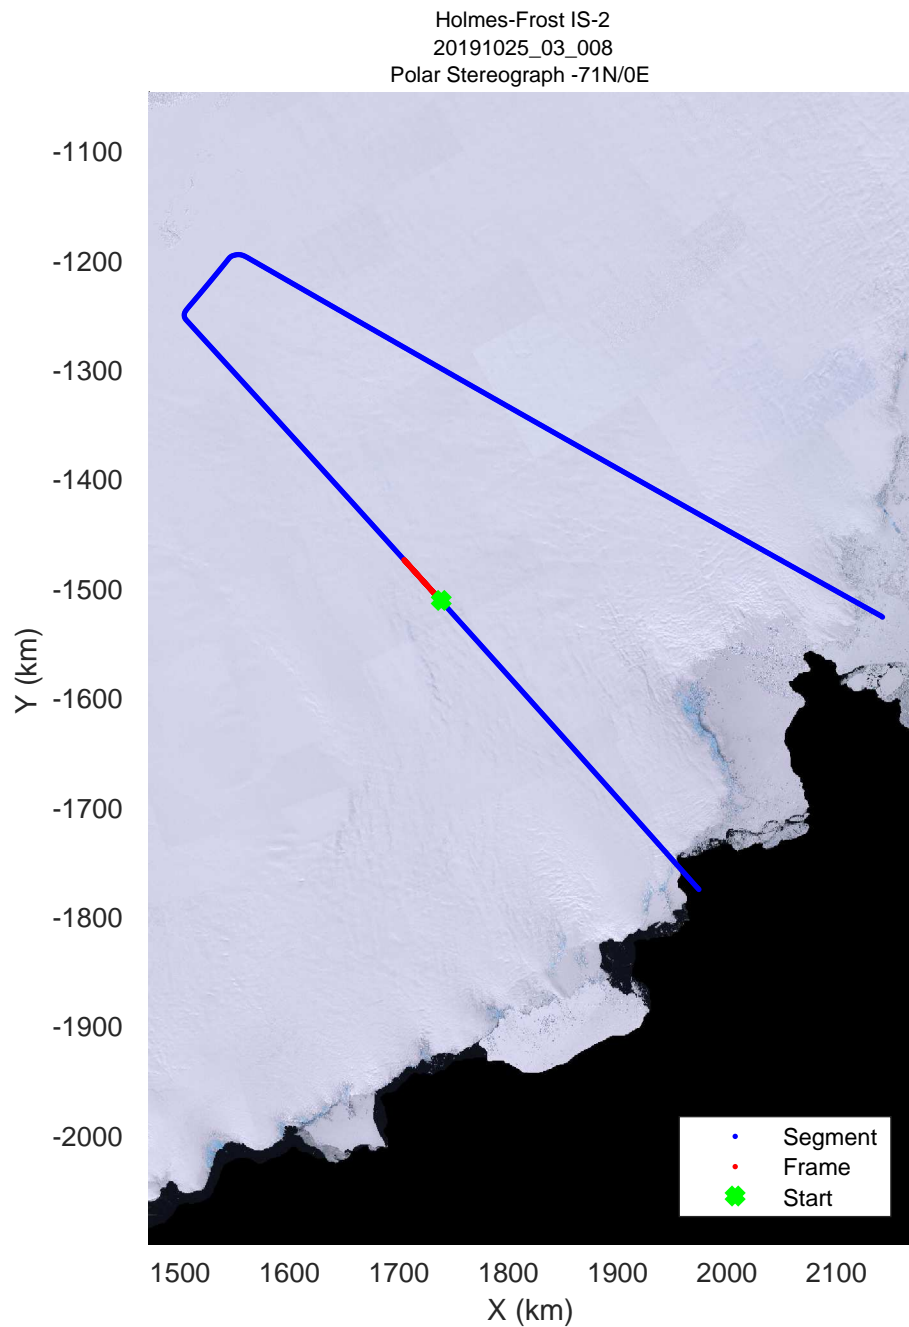 Holmes-Frost IS-2
20191025_03_008
Polar Stereograph -71N/0E
-1100
-1200
-1300
-1400
-1500
-1600
-1700
-1800
-1900
-2000
Y (km)
Segment
Frame
Start
1500 1600 1700 1800 1900 2000 2100
X (km)